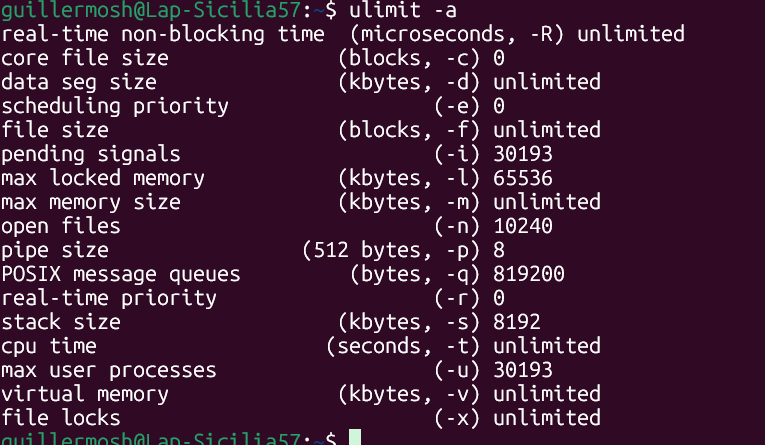 guillermosh@Lap-Sicilia57:~$ ulimit -a
real-time non-blocking time  (microseconds, -R) unlimited
core file size              (blocks, -c) 0
data seg size               (kbytes, -d) unlimited
scheduling priority                 (-e) 0
file size                   (blocks, -f) unlimited
pending signals                     (-i) 30193
max locked memory           (kbytes, -l) 65536
max memory size             (kbytes, -m) unlimited
open files                          (-n) 10240
pipe size                (512 bytes, -p) 8
POSIX message queues         (bytes, -q) 819200
real-time priority                  (-r) 0
stack size                  (kbytes, -s) 8192
cpu time                   (seconds, -t) unlimited
max user processes                  (-u) 30193
virtual memory              (kbytes, -v) unlimited
file locks                          (-x) unlimited
guillermosh@Lap-Sicilia57:~$